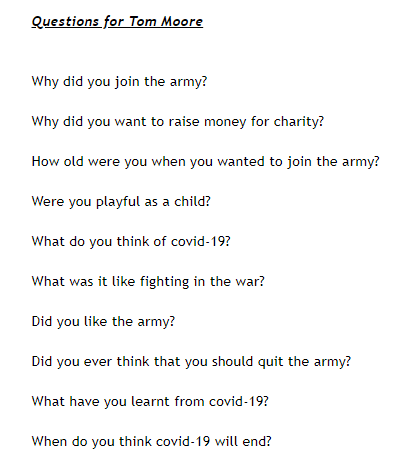 Questions for Tom Moore
Why did you join the army?
Why did you want to raise money for charity?
How old were you when you wanted to join the army?
Were you playful as a child?
What do you think of covid-19?
What was it like fighting in the war?
Did you like the army?
Did you ever think that you should quit the army?
What have you learnt from covid-19?
When do you think covid-19 will end?